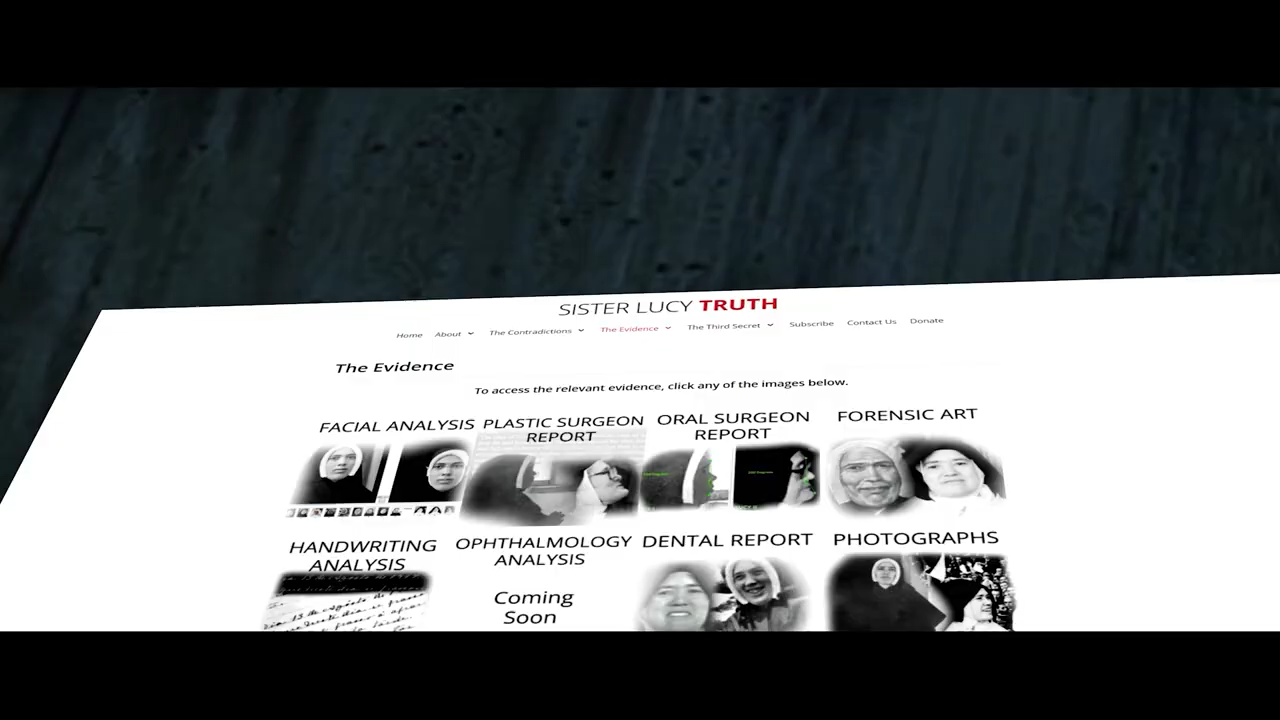 SISTER LUCY TRUTH
Home About The Contradictions The Evidence The Third Secret Subscribe Contact Us Donate
The Evidence
To access the relevant evidence, click any of the images below.
FACIAL ANALYSIS
PLASTIC SURGEON
REPORT
ORAL SURGEON
REPORT
FORENSIC ART
HANDWRITING
ANALYSIS
OPHTHALMOLOGY
ANALYSIS
Coming
Soon
DENTAL REPORT
PHOTOGRAPHS